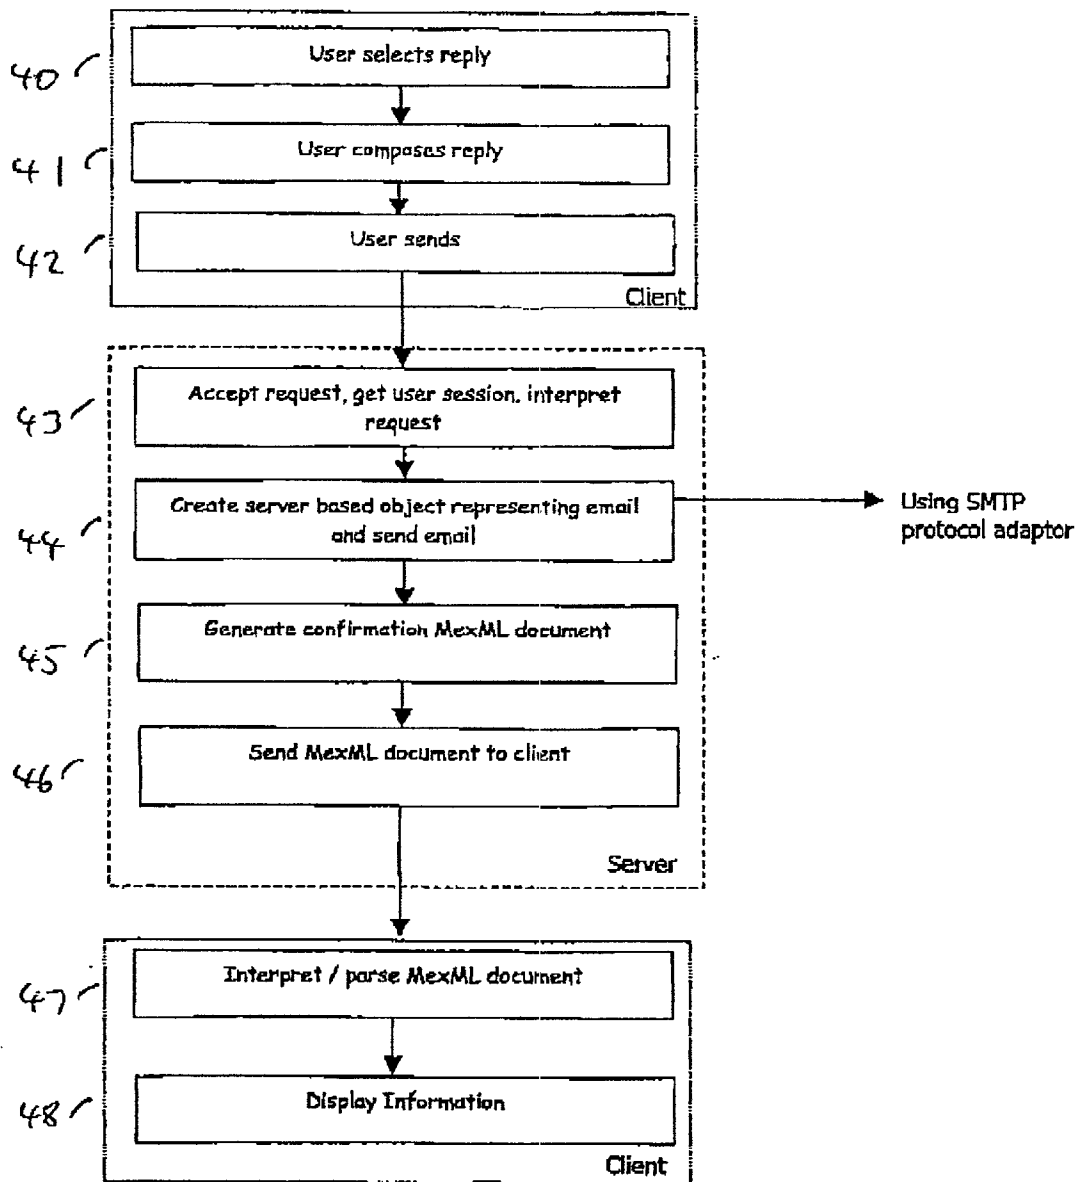 40
User selects reply
41
User composes reply
42
User sends
Client
43
Accept request, get user session, interpret
request
44
Create server based object representing email
and send email
Using SMTP
protocol adaptor
45
Generate confirmation MexML document
46
Send MexML document to client
Server
47
Interpret / parse MexML document
48
Display Information
Client